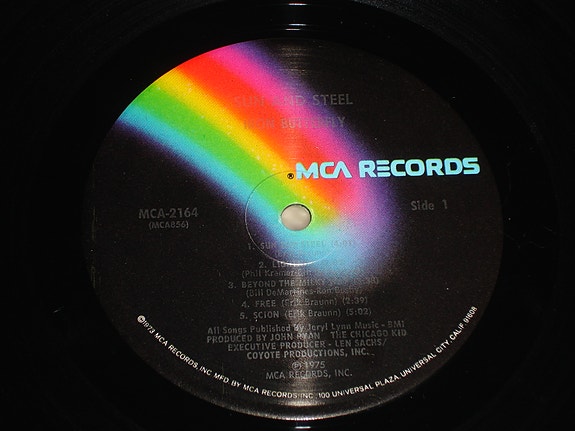 SUN AND STEEL
IRON BUTTERFLY
®MCA RECORDS
MCA-2164
(MCA856)
Side 1
1. SUN AND STEEL
2.
(Phil Kramer-
3. BEYOND THE MILKY
(Bill DeMartines-Ron
4. FREE (Erik Braunn) (2:39)
5. SCION (Erik Braunn) (5:02)
All Songs Published by Jeryl Lynn Music - BMI
PRODUCED BY JOHN RYAN THE CHICAGO KID
EXECUTIVE PRODUCER - LEN SACHS/
COYOTE PRODUCTIONS, INC.
℗ 1975
MCA RECORDS, INC.
©1973 MCA RECORDS, INC. MFD BY MCA RECORDS, INC., 100 UNIVERSAL PLAZA, UNIVERSAL CITY, CALIF. 91608